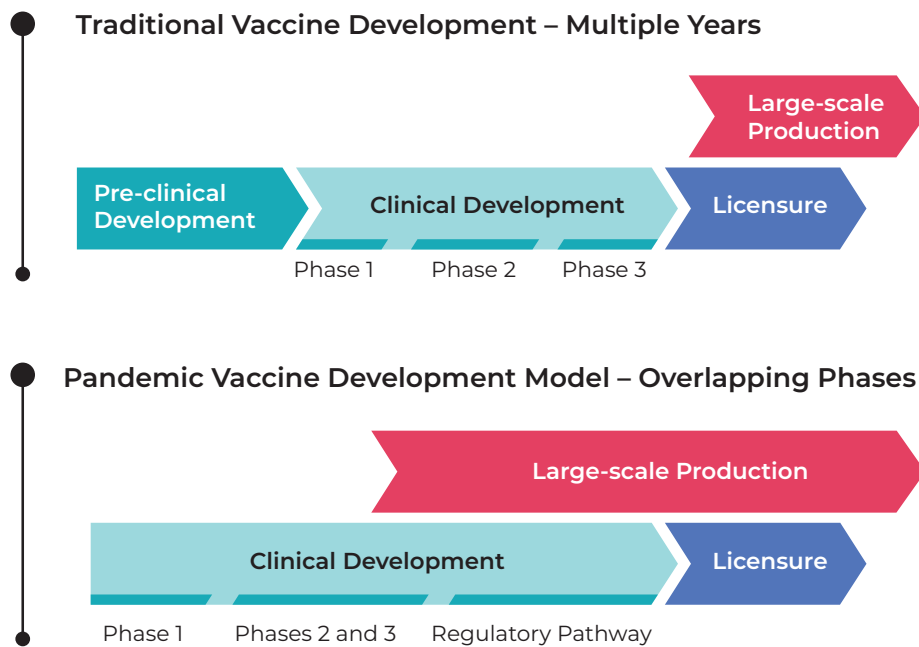 Traditional Vaccine Development – Multiple Years
Large-scale
Production
Pre-clinical
Development
Clinical Development
Licensure
Phase 1
Phase 2
Phase 3
Pandemic Vaccine Development Model – Overlapping Phases
Large-scale Production
Clinical Development
Licensure
Phase 1
Phases 2 and 3
Regulatory Pathway